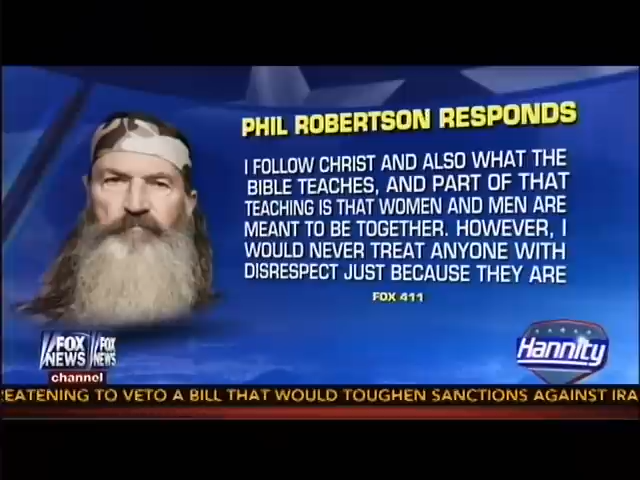 PHIL ROBERTSON RESPONDS
I FOLLOW CHRIST AND ALSO WHAT THE
BIBLE TEACHES, AND PART OF THAT
TEACHING IS THAT WOMEN AND MEN ARE
MEANT TO BE TOGETHER. HOWEVER, I
WOULD NEVER TREAT ANYONE WITH
DISRESPECT JUST BECAUSE THEY ARE
FOX 411
FOX
NEWS
channel
FOX
NEWS
Hannity
EATENING TO VETO A BILL THAT WOULD TOUGHEN SANCTIONS AGAINST IRA